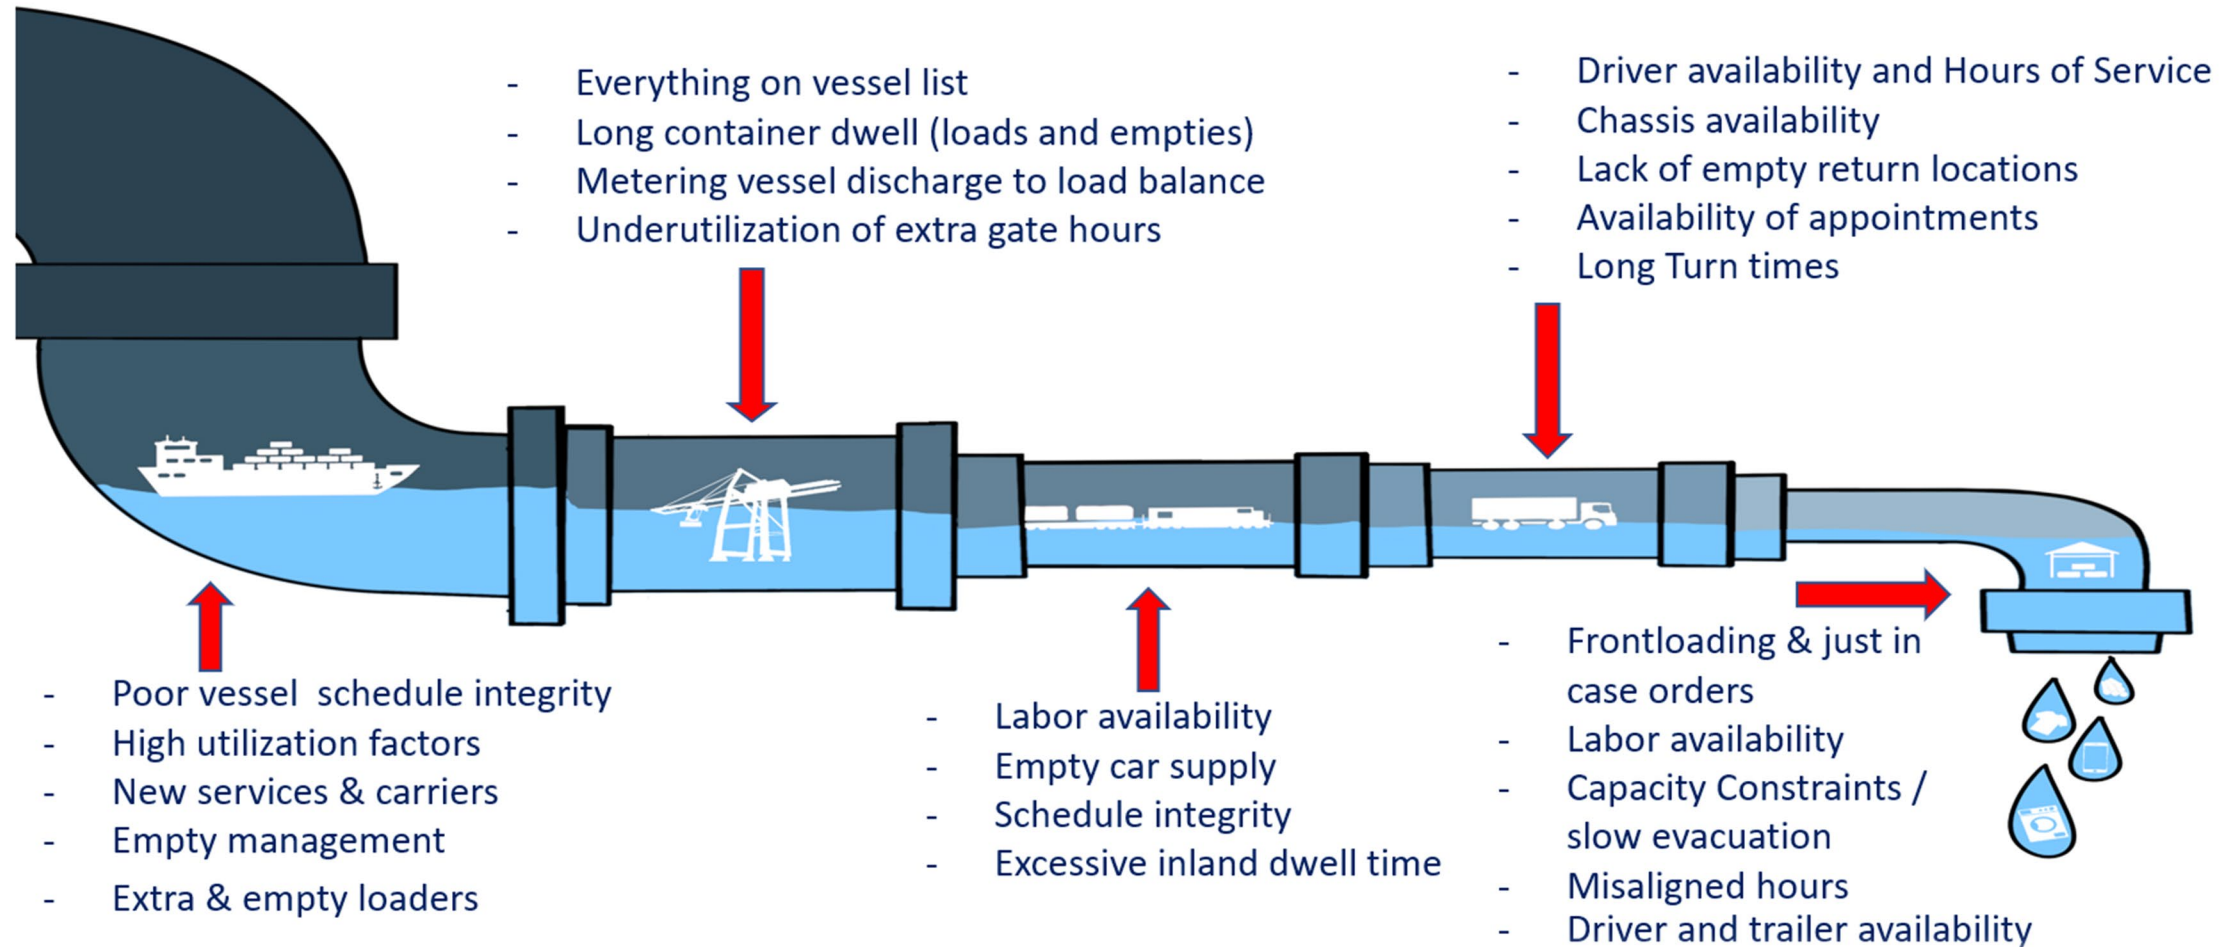 - Everything on vessel list
- Long container dwell (loads and empties)
- Metering vessel discharge to load balance
- Underutilization of extra gate hours
- Driver availability and Hours of Service
- Chassis availability
- Lack of empty return locations
- Availability of appointments
- Long Turn times
- Poor vessel schedule integrity
- High utilization factors
- New services & carriers
- Empty management
- Extra & empty loaders
- Labor availability
- Empty car supply
- Schedule integrity
- Excessive inland dwell time
- Frontloading & just in
case orders
- Labor availability
- Capacity Constraints /
slow evacuation
- Misaligned hours
- Driver and trailer availability